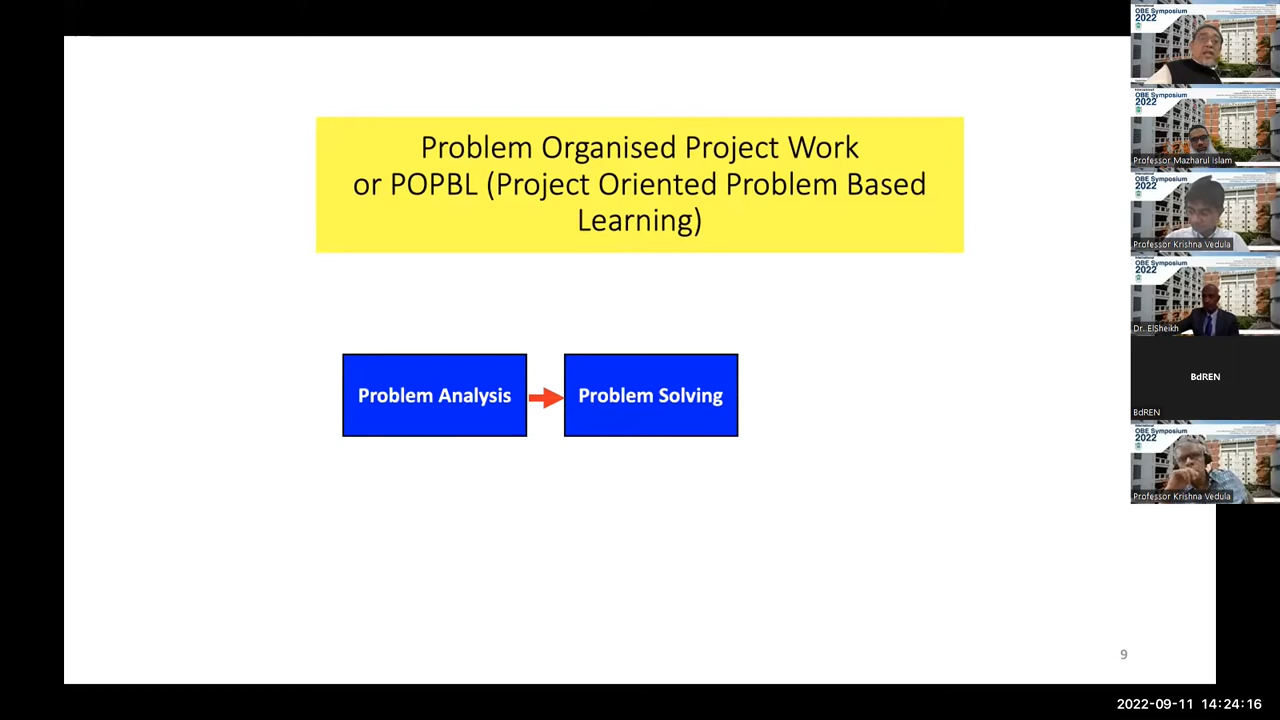 Problem Organised Project Work
or POPBL (Project Oriented Problem Based
Learning)
Problem Analysis
Problem Solving
9
International
OBE Symposium
2022
OBE Symposium
2022
Professor Mazharul Islam
OBE Symposium
2022
Professor Krishna Vedula
OBE Symposium
2022
Dr. ElSheikh
BdREN
BdREN
OBE Symposium
2022
Professor Krishna Vedula
2022-09-11 14:24:16